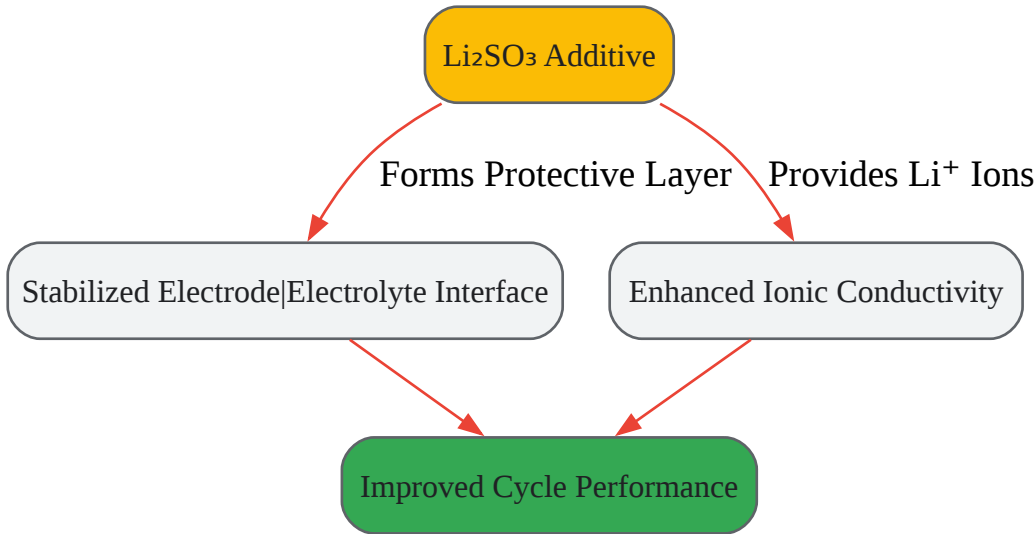 Li₂SO₃ Additive
Forms Protective Layer
Provides Li⁺ Ions
Stabilized Electrode|Electrolyte Interface
Enhanced Ionic Conductivity
Improved Cycle Performance